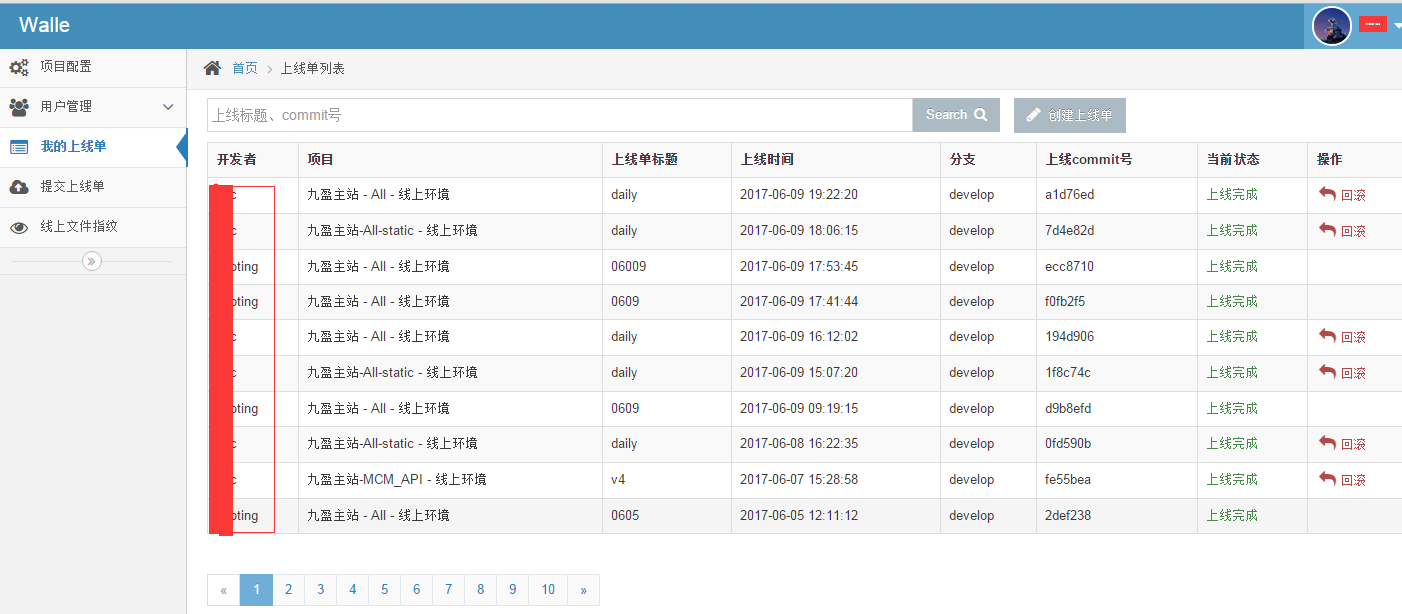 Walle
项目配置
首页 上线单列表
用户管理
上线标题、commit号 Search 创建上线单
我的上线单
开发者 项目 上线单标题 上线时间 分支 上线commit号 当前状态 操作
提交上线单
九盈主站 - All - 线上环境 daily 2017-06-09 19:22:20 develop a1d76ed 上线完成 回滚
线上文件指纹
九盈主站-All-static - 线上环境 daily 2017-06-09 18:06:15 develop 7d4e82d 上线完成 回滚
九盈主站 - All - 线上环境 06009 2017-06-09 17:53:45 develop ecc8710 上线完成
九盈主站 - All - 线上环境 0609 2017-06-09 17:41:44 develop f0fb2f5 上线完成
九盈主站 - All - 线上环境 daily 2017-06-09 16:12:02 develop 194d906 上线完成 回滚
九盈主站-All-static - 线上环境 daily 2017-06-09 15:07:20 develop 1f8c74c 上线完成 回滚
九盈主站 - All - 线上环境 0609 2017-06-09 09:19:15 develop d9b8efd 上线完成
九盈主站-All-static - 线上环境 daily 2017-06-08 16:22:35 develop 0fd590b 上线完成 回滚
九盈主站-MCM_API - 线上环境 v4 2017-06-07 15:28:58 develop fe55bea 上线完成 回滚
九盈主站 - All - 线上环境 0605 2017-06-05 12:11:12 develop 2def238 上线完成
« 1 2 3 4 5 6 7 8 9 10 »